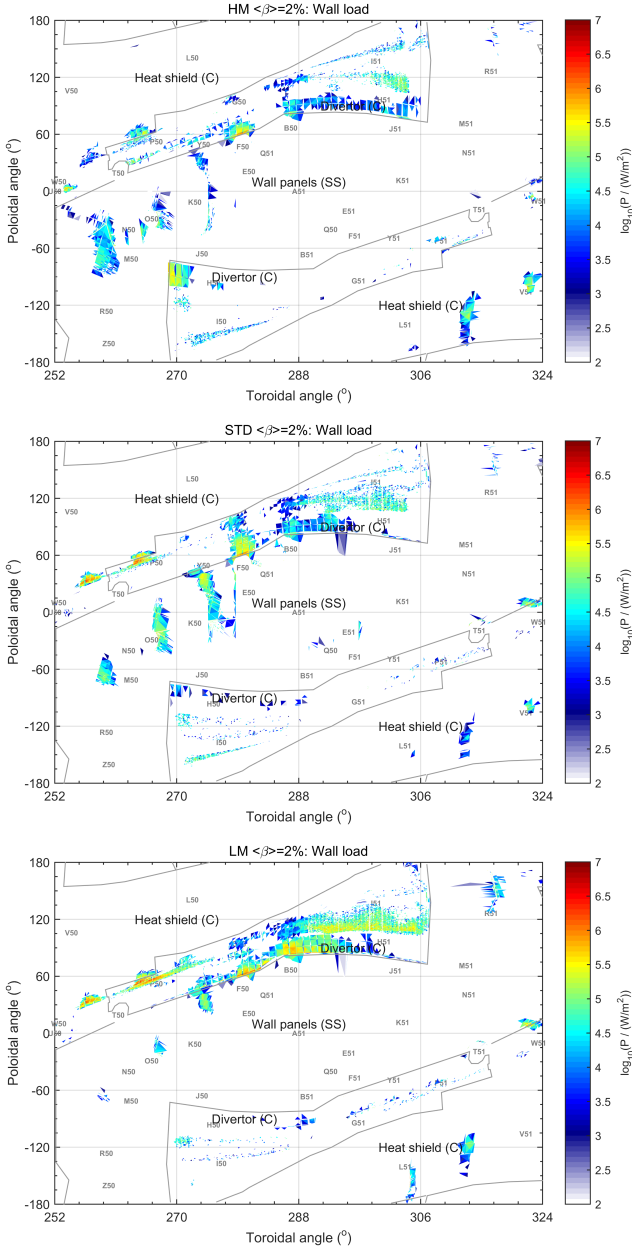 HM <β>=2%: Wall load
180
120
60
0
-60
-120
-180
Poloidal angle (°)
252
270
288
306
324
Toroidal angle (°)
7
6.5
6
5.5
5
4.5
4
3.5
3
2.5
2
log10(P / (W/m2))
Heat shield (C)
Divertor (C)
Wall panels (SS)
Divertor (C)
Heat shield (C)
L50
V50
I51
R51
G50
H51
P50
Y50
F50
B50
J51
M51
T50
Q51
N51
E50
W50
K51
A51
K50
E51
T51
W51
O50
N50
Q50
F51
Y51
M50
J50
B51
G51
V51
R50
I50
L51
Z50
STD <β>=2%: Wall load
180
120
60
0
-60
-120
-180
Poloidal angle (°)
252
270
288
306
324
Toroidal angle (°)
7
6.5
6
5.5
5
4.5
4
3.5
3
2.5
2
log10(P / (W/m2))
Heat shield (C)
Divertor (C)
Wall panels (SS)
Divertor (C)
Heat shield (C)
L50
V50
I51
R51
H51
P50
F50
B50
J51
M51
T50
Q51
N51
E50
W50
K51
A51
K50
E51
T51
W51
O50
N50
Q50
F51
Y51
M50
J50
B51
G51
H50
V51
R50
I50
L51
Z50
LM <β>=2%: Wall load
180
120
60
0
-60
-120
-180
Poloidal angle (°)
252
270
288
306
324
Toroidal angle (°)
7
6.5
6
5.5
5
4.5
4
3.5
3
2.5
2
log10(P / (W/m2))
Heat shield (C)
Divertor (C)
Wall panels (SS)
Divertor (C)
Heat shield (C)
L50
V50
I51
R51
H51
F50
B50
J51
M51
T50
Q51
N51
E50
W50
K51
A51
K50
E51
T51
W51
O50
N50
Q50
F51
Y51
M50
J50
B51
G51
H50
V51
R50
I50
L51
Z50